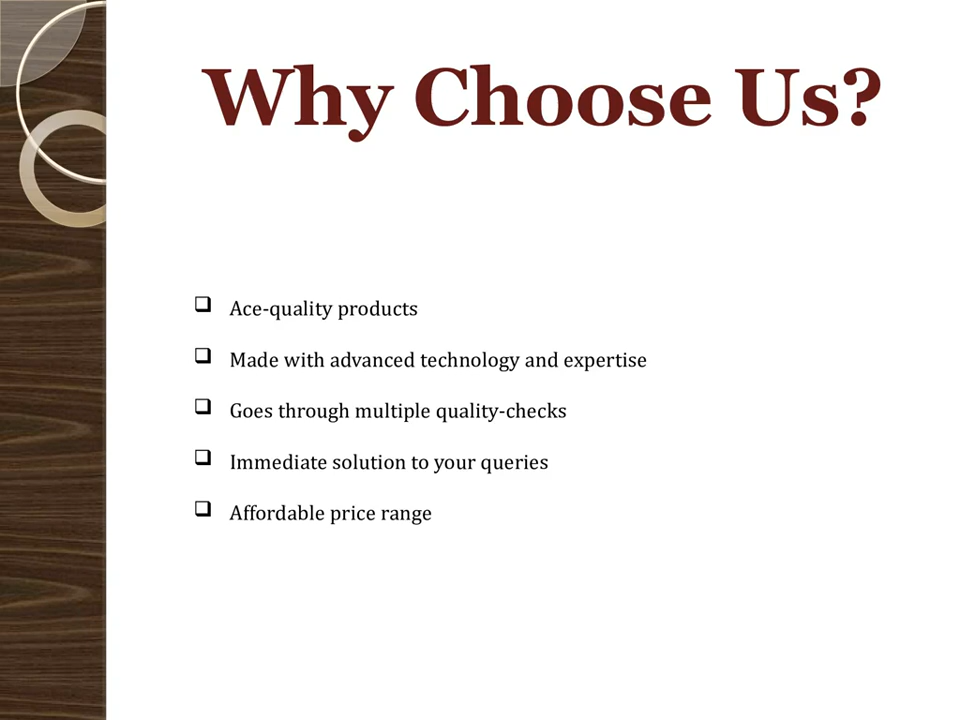 Why Choose Us?
❑ Ace-quality products
❑ Made with advanced technology and expertise
❑ Goes through multiple quality-checks
❑ Immediate solution to your queries
❑ Affordable price range